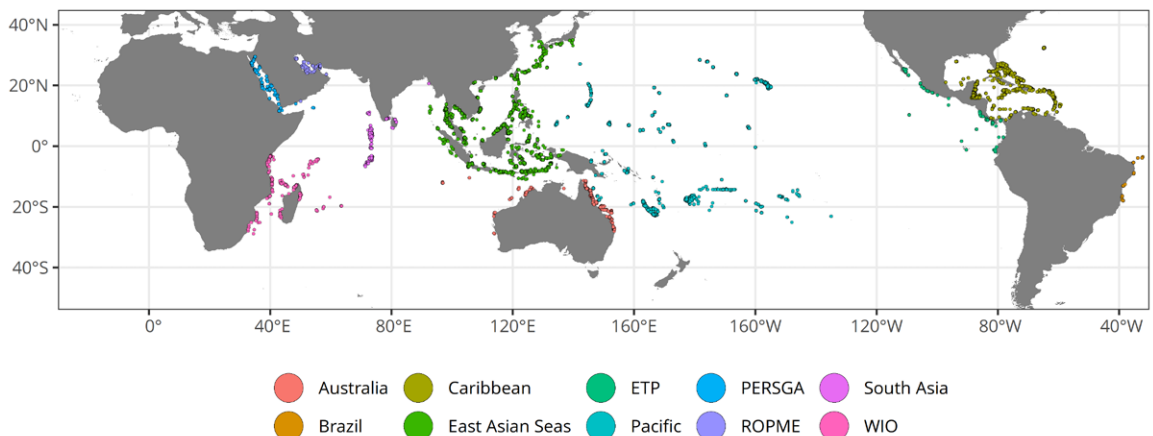 40°N
20°N
0°
20°S
40°S
0° 40°E 80°E 120°E 160°E 160°W 120°W 80°W 40°W
Australia Caribbean ETP PERSGA South Asia
Brazil East Asian Seas Pacific ROPME WIO